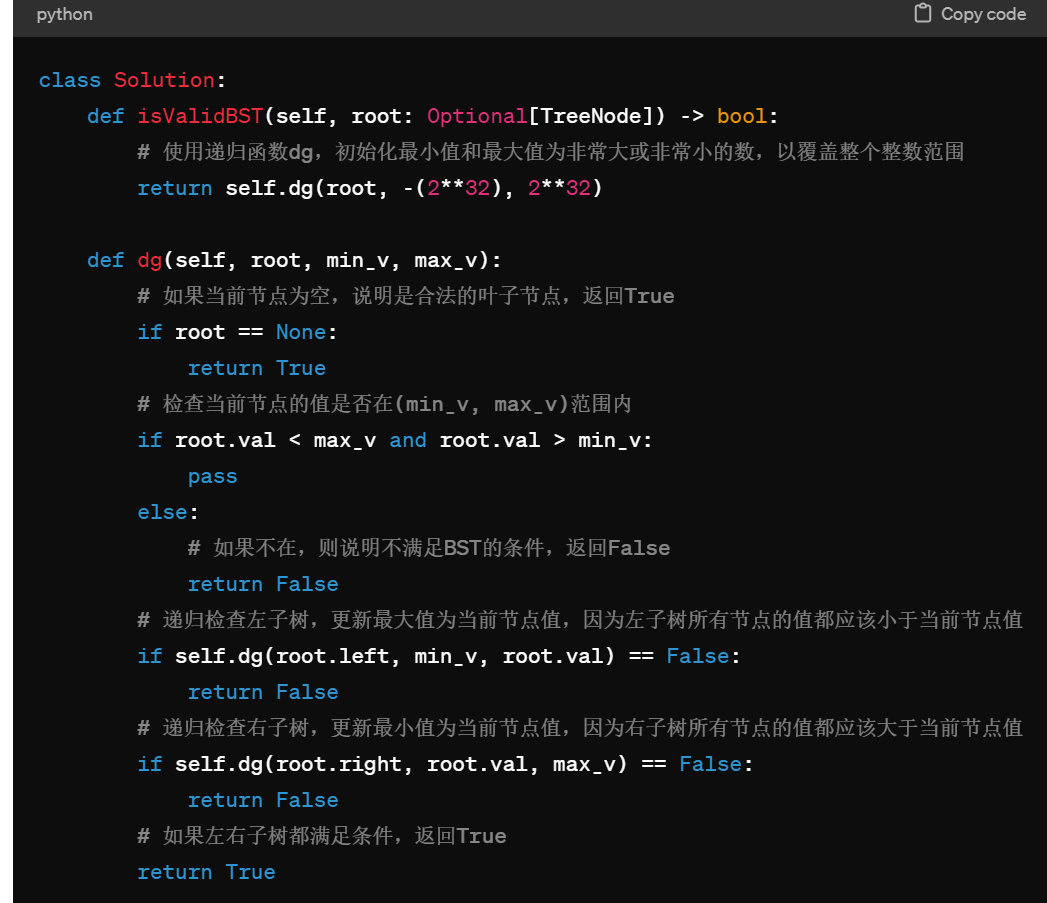 python
Copy code
class Solution:
    def isValidBST(self, root: Optional[TreeNode]) -> bool:
        # 使用递归函数dg，初始化最小值和最大值为非常大或非常小的数，以覆盖整个整数范围
        return self.dg(root, -(2**32), 2**32)

    def dg(self, root, min_v, max_v):
        # 如果当前节点为空，说明是合法的叶子节点，返回True
        if root == None:
            return True
        # 检查当前节点的值是否在(min_v, max_v)范围内
        if root.val < max_v and root.val > min_v:
            pass
        else:
            # 如果不在，则说明不满足BST的条件，返回False
            return False
        # 递归检查左子树，更新最大值为当前节点值，因为左子树所有节点的值都应该小于当前节点值
        if self.dg(root.left, min_v, root.val) == False:
            return False
        # 递归检查右子树，更新最小值为当前节点值，因为右子树所有节点的值都应该大于当前节点值
        if self.dg(root.right, root.val, max_v) == False:
            return False
        # 如果左右子树都满足条件，返回True
        return True